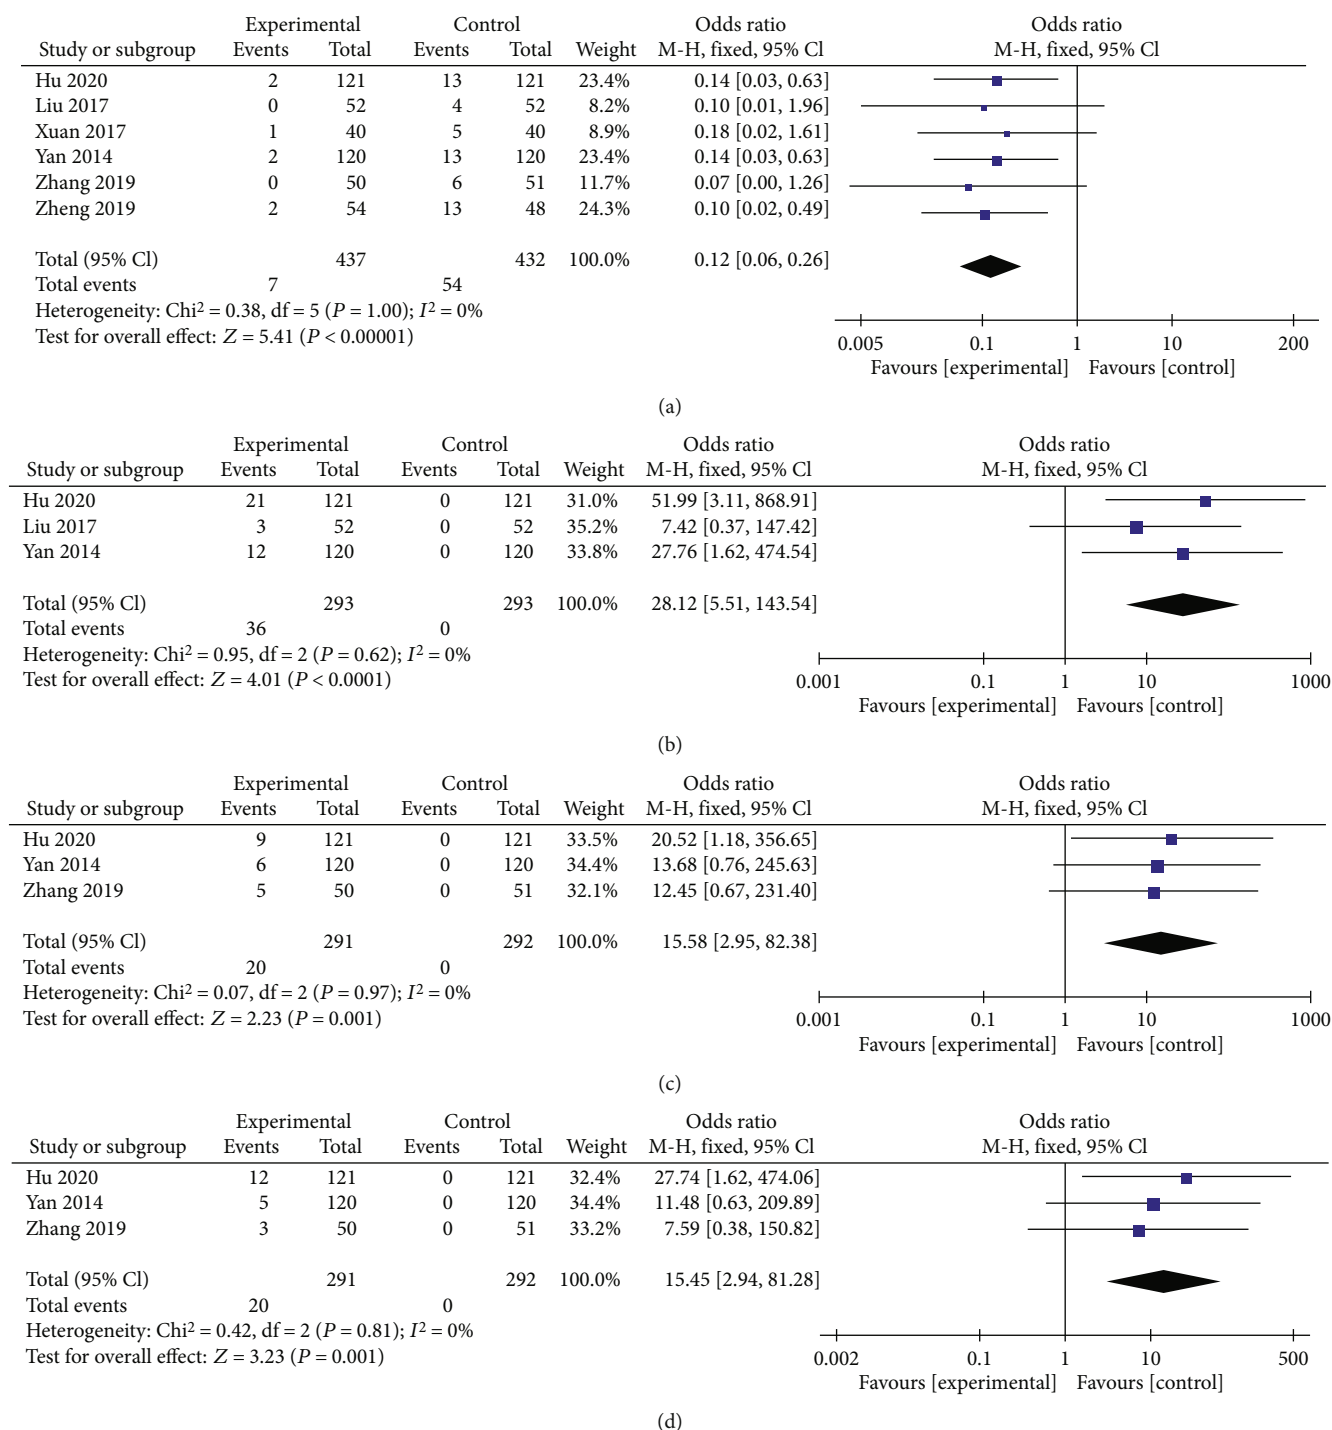 Experimental Control Odds ratio Odds ratio
Study or subgroup Events Total Events Total Weight M-H, fixed, 95% Cl M-H, fixed, 95% Cl
Hu 2020 2 121 13 121 23.4% 0.14 [0.03, 0.63]
Liu 2017 0 52 4 52 8.2% 0.10 [0.01, 1.96]
Xuan 2017 1 40 5 40 8.9% 0.18 [0.02, 1.61]
Yan 2014 2 120 13 120 23.4% 0.14 [0.03, 0.63]
Zhang 2019 0 50 6 51 11.7% 0.07 [0.00, 1.26]
Zheng 2019 2 54 13 48 24.3% 0.10 [0.02, 0.49]
Total (95% Cl) 437 432 100.0% 0.12 [0.06, 0.26]
Total events 7 54
Heterogeneity: Chi² = 0.38, df = 5 (P = 1.00); I² = 0%
Test for overall effect: Z = 5.41 (P < 0.00001)
0.005 0.1 1 10 200
Favours [experimental] Favours [control]
(a)
Experimental Control Odds ratio Odds ratio
Study or subgroup Events Total Events Total Weight M-H, fixed, 95% Cl M-H, fixed, 95% Cl
Hu 2020 21 121 0 121 31.0% 51.99 [3.11, 868.91]
Liu 2017 3 52 0 52 35.2% 7.42 [0.37, 147.42]
Yan 2014 12 120 0 120 33.8% 27.76 [1.62, 474.54]
Total (95% Cl) 293 293 100.0% 28.12 [5.51, 143.54]
Total events 36 0
Heterogeneity: Chi² = 0.95, df = 2 (P = 0.62); I² = 0%
Test for overall effect: Z = 4.01 (P < 0.0001)
0.001 0.1 1 10 1000
Favours [experimental] Favours [control]
(b)
Experimental Control Odds ratio Odds ratio
Study or subgroup Events Total Events Total Weight M-H, fixed, 95% Cl M-H, fixed, 95% Cl
Hu 2020 9 121 0 121 33.5% 20.52 [1.18, 356.65]
Yan 2014 6 120 0 120 34.4% 13.68 [0.76, 245.63]
Zhang 2019 5 50 0 51 32.1% 12.45 [0.67, 231.40]
Total (95% Cl) 291 292 100.0% 15.58 [2.95, 82.38]
Total events 20 0
Heterogeneity: Chi² = 0.07, df = 2 (P = 0.97); I² = 0%
Test for overall effect: Z = 2.23 (P = 0.001)
0.001 0.1 1 10 1000
Favours [experimental] Favours [control]
(c)
Experimental Control Odds ratio Odds ratio
Study or subgroup Events Total Events Total Weight M-H, fixed, 95% Cl M-H, fixed, 95% Cl
Hu 2020 12 121 0 121 32.4% 27.74 [1.62, 474.06]
Yan 2014 5 120 0 120 34.4% 11.48 [0.63, 209.89]
Zhang 2019 3 50 0 51 33.2% 7.59 [0.38, 150.82]
Total (95% Cl) 291 292 100.0% 15.45 [2.94, 81.28]
Total events 20 0
Heterogeneity: Chi² = 0.42, df = 2 (P = 0.81); I² = 0%
Test for overall effect: Z = 3.23 (P = 0.001)
0.002 0.1 1 10 500
Favours [experimental] Favours [control]
(d)